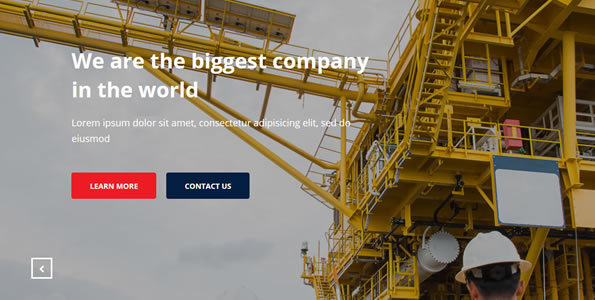 We are the biggest company
in the world
Lorem ipsum dolor sit amet, consectetur adipisicing elit, sed do
eiusmod
LEARN MORE
CONTACT US